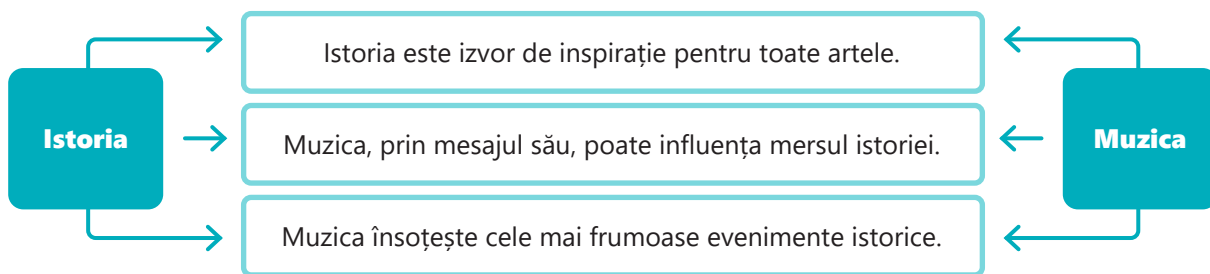 Istoria este izvor de inspirație pentru toate artele.
Istoria
Muzica, prin mesajul său, poate influența mersul istoriei.
Muzica
Muzica însoțește cele mai frumoase evenimente istorice.